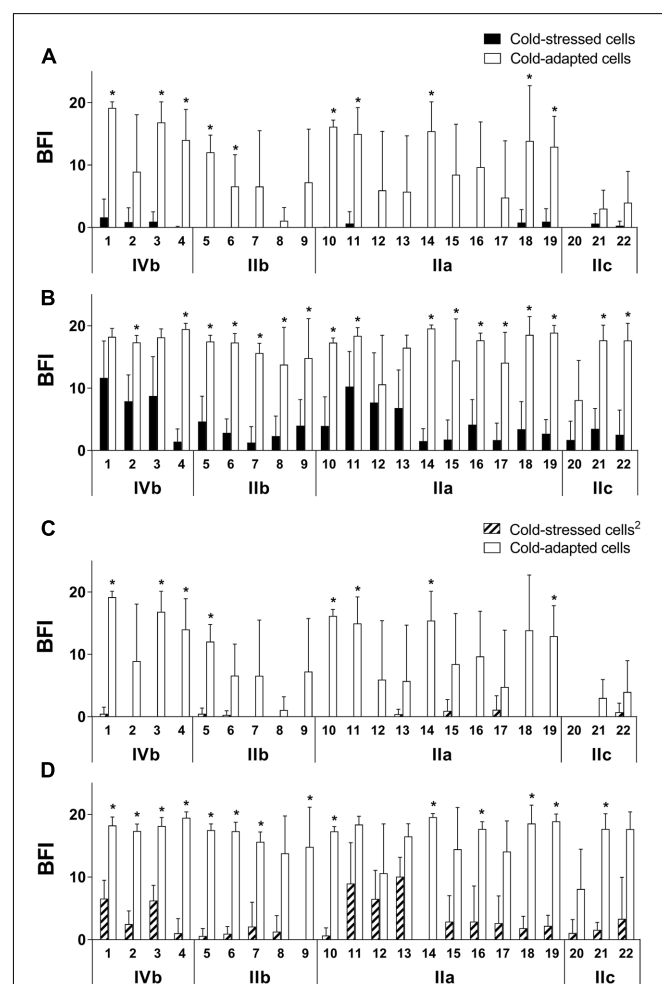 Cold-stressed cells
A
Cold-adapted cells
* * * * * * * * * * *
20
BFI
10
0
1 2 3 4 5 6 7 8 9 10 11 12 13 14 15 16 17 18 19 20 21 22
IVb IIb IIa IIc
B
* * * * * * * * * * * * * * * * *
20
BFI
10
0
1 2 3 4 5 6 7 8 9 10 11 12 13 14 15 16 17 18 19 20 21 22
IVb IIb IIa IIc
C
Cold-stressed cells²
Cold-adapted cells
* * * * * * * *
20
BFI
10
0
1 2 3 4 5 6 7 8 9 10 11 12 13 14 15 16 17 18 19 20 21 22
IVb IIb IIa IIc
D
* * * * * * * * * * * * * *
20
BFI
10
0
1 2 3 4 5 6 7 8 9 10 11 12 13 14 15 16 17 18 19 20 21 22
IVb IIb IIa IIc